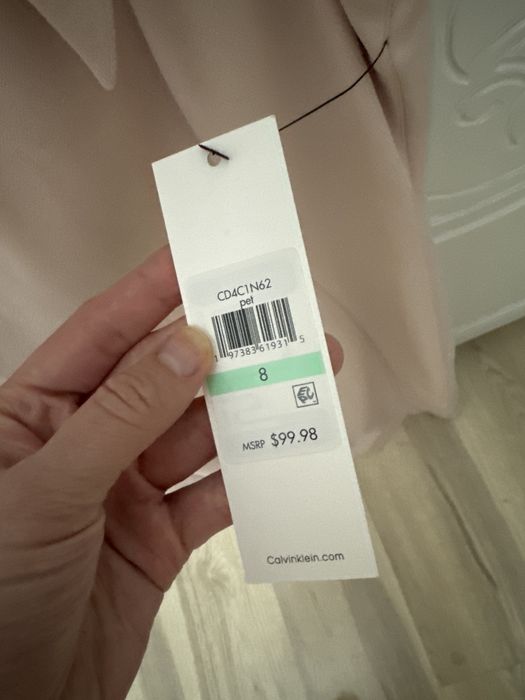 CD4C1N62
pet
1 97383 61931 5
8
MSRP $99.98
Calvinklein.com